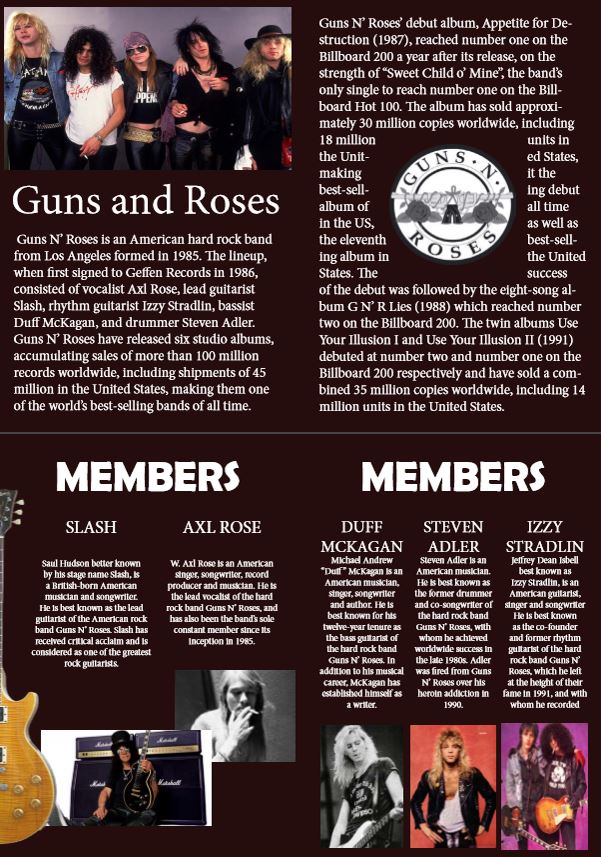 Guns and Roses
Guns N' Roses is an American hard rock band
from Los Angeles formed in 1985. The lineup,
when first signed to Geffen Records in 1986,
consisted of vocalist Axl Rose, lead guitarist
Slash, rhythm guitarist Izzy Stradlin, bassist
Duff McKagan, and drummer Steven Adler.
Guns N' Roses have released six studio albums,
accumulating sales of more than 100 million
records worldwide, including shipments of 45
million in the United States, making them one
of the world's best-selling bands of all time.
Guns N' Roses' debut album, Appetite for De-
struction (1987), reached number one on the
Billboard 200 a year after its release, on the
strength of "Sweet Child o' Mine", the band's
only single to reach number one on the Bill-
board Hot 100. The album has sold approxi-
mately 30 million copies worldwide, including
18 million units in
the Unit- ed States,
making it the
best-sell- ing debut
album of all time
in the US, as well as
the eleventh best-sell-
ing album in the United
States. The success
of the debut was followed by the eight-song al-
bum G N' R Lies (1988) which reached number
two on the Billboard 200. The twin albums Use
Your Illusion I and Use Your Illusion II (1991)
debuted at number two and number one on the
Billboard 200 respectively and have sold a com-
bined 35 million copies worldwide, including 14
million units in the United States.
GUNS N'
ROSES
MEMBERS
SLASH
Saul Hudson better known
by his stage name Slash, is
a British-born American
musician and songwriter.
He is best known as the lead
guitarist of the American rock
band Guns N' Roses. Slash has
received critical acclaim and is
considered as one of the greatest
rock guitarists.
AXL ROSE
W. Axl Rose is an American
singer, songwriter, record
producer and musician. He is
the lead vocalist of the hard
rock band Guns N' Roses, and
has also been the band's sole
constant member since its
inception in 1985.
Marshall
Marshall
Marshall
Marshall
MEMBERS
DUFF
MCKAGAN
Michael Andrew
"Duff" McKagan is an
American musician,
singer, songwriter
and author. He is
best known for his
twelve-year tenure as
the bass guitarist of
the hard rock band
Guns N' Roses. In
addition to his musical
career, McKagan has
established himself as
a writer.
STEVEN
ADLER
Steven Adler is an
American musician.
He is best known as
the former drummer
and co-songwriter of
the hard rock band
Guns N' Roses, with
whom he achieved
worldwide success in
the late 1980s. Adler
was fired from Guns
N' Roses over his
heroin addiction in
1990.
IZZY
STRADLIN
Jeffrey Dean Isbell
best known as
Izzy Stradlin, is an
American guitarist,
singer and songwriter
He is best known
as the co-founder
and former rhythm
guitarist of the hard
rock band Guns N'
Roses, which he left
at the height of their
fame in 1991, and with
whom he recorded